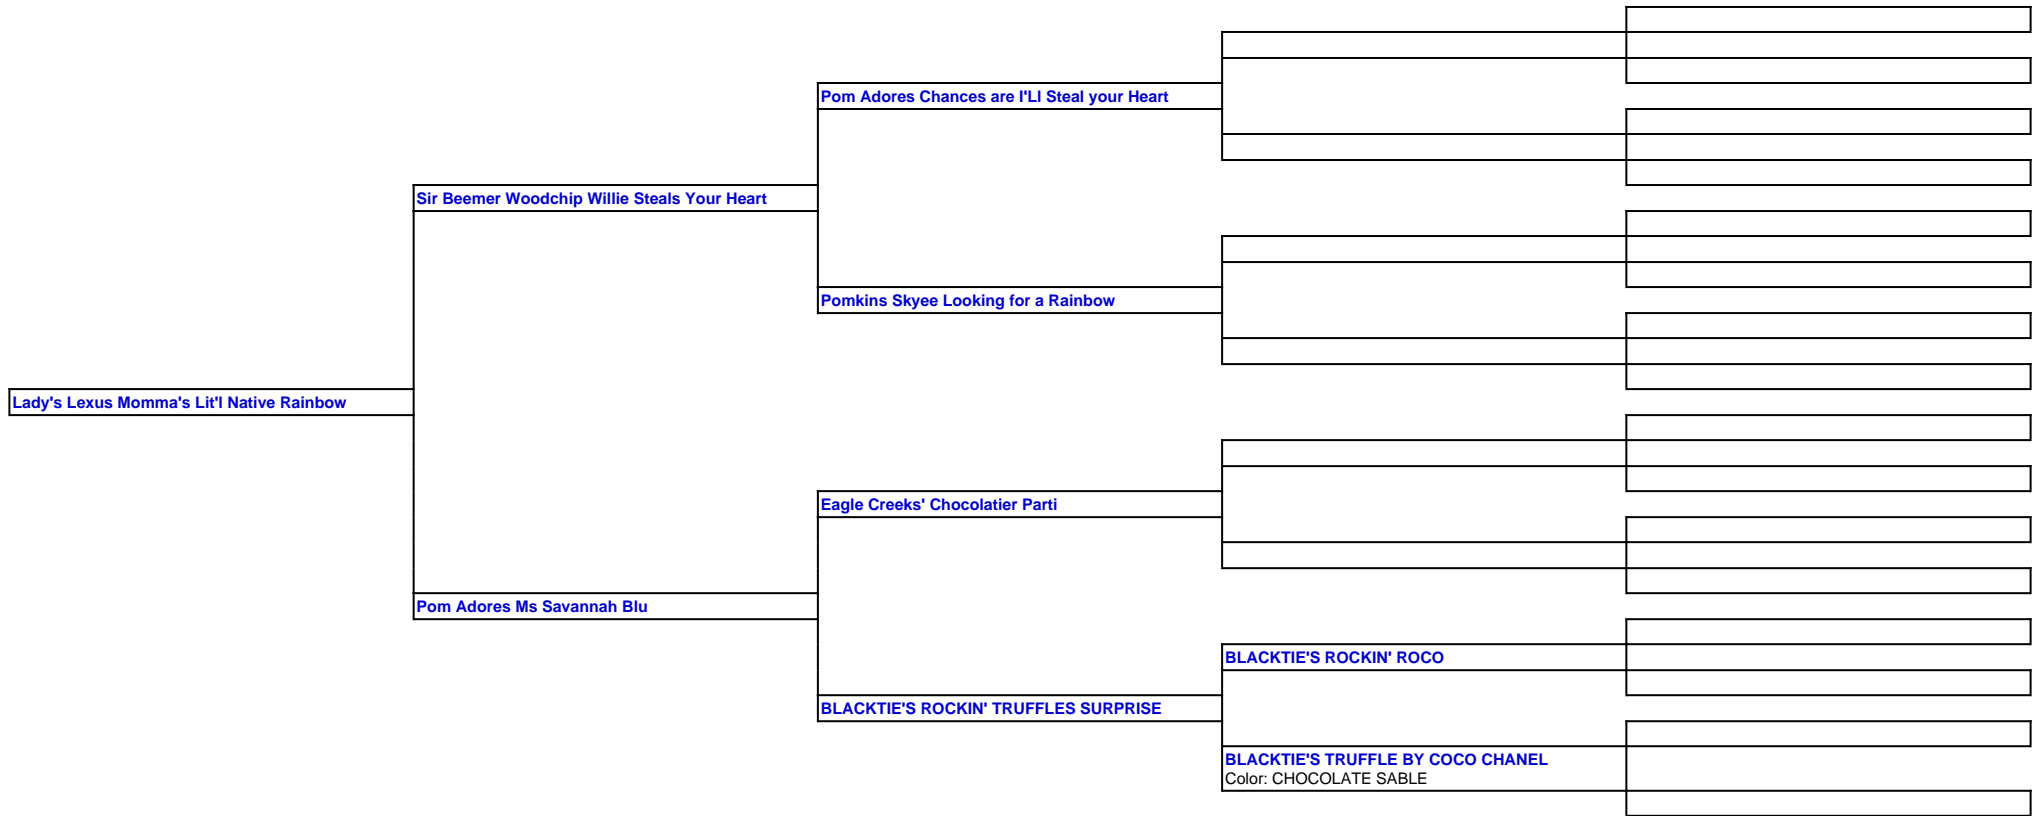 Pom Adores Chances are I'LI Steal your Heart
Sir Beemer Woodchip Willie Steals Your Heart
Pomkins Skyee Looking for a Rainbow
Lady's Lexus Momma's Lit'l Native Rainbow
Eagle Creeks' Chocolatier Parti
Pom Adores Ms Savannah Blu
BLACKTIE'S ROCKIN' ROCO
BLACKTIE'S ROCKIN' TRUFFLES SURPRISE
BLACKTIE'S TRUFFLE BY COCO CHANEL
Color: CHOCOLATE SABLE